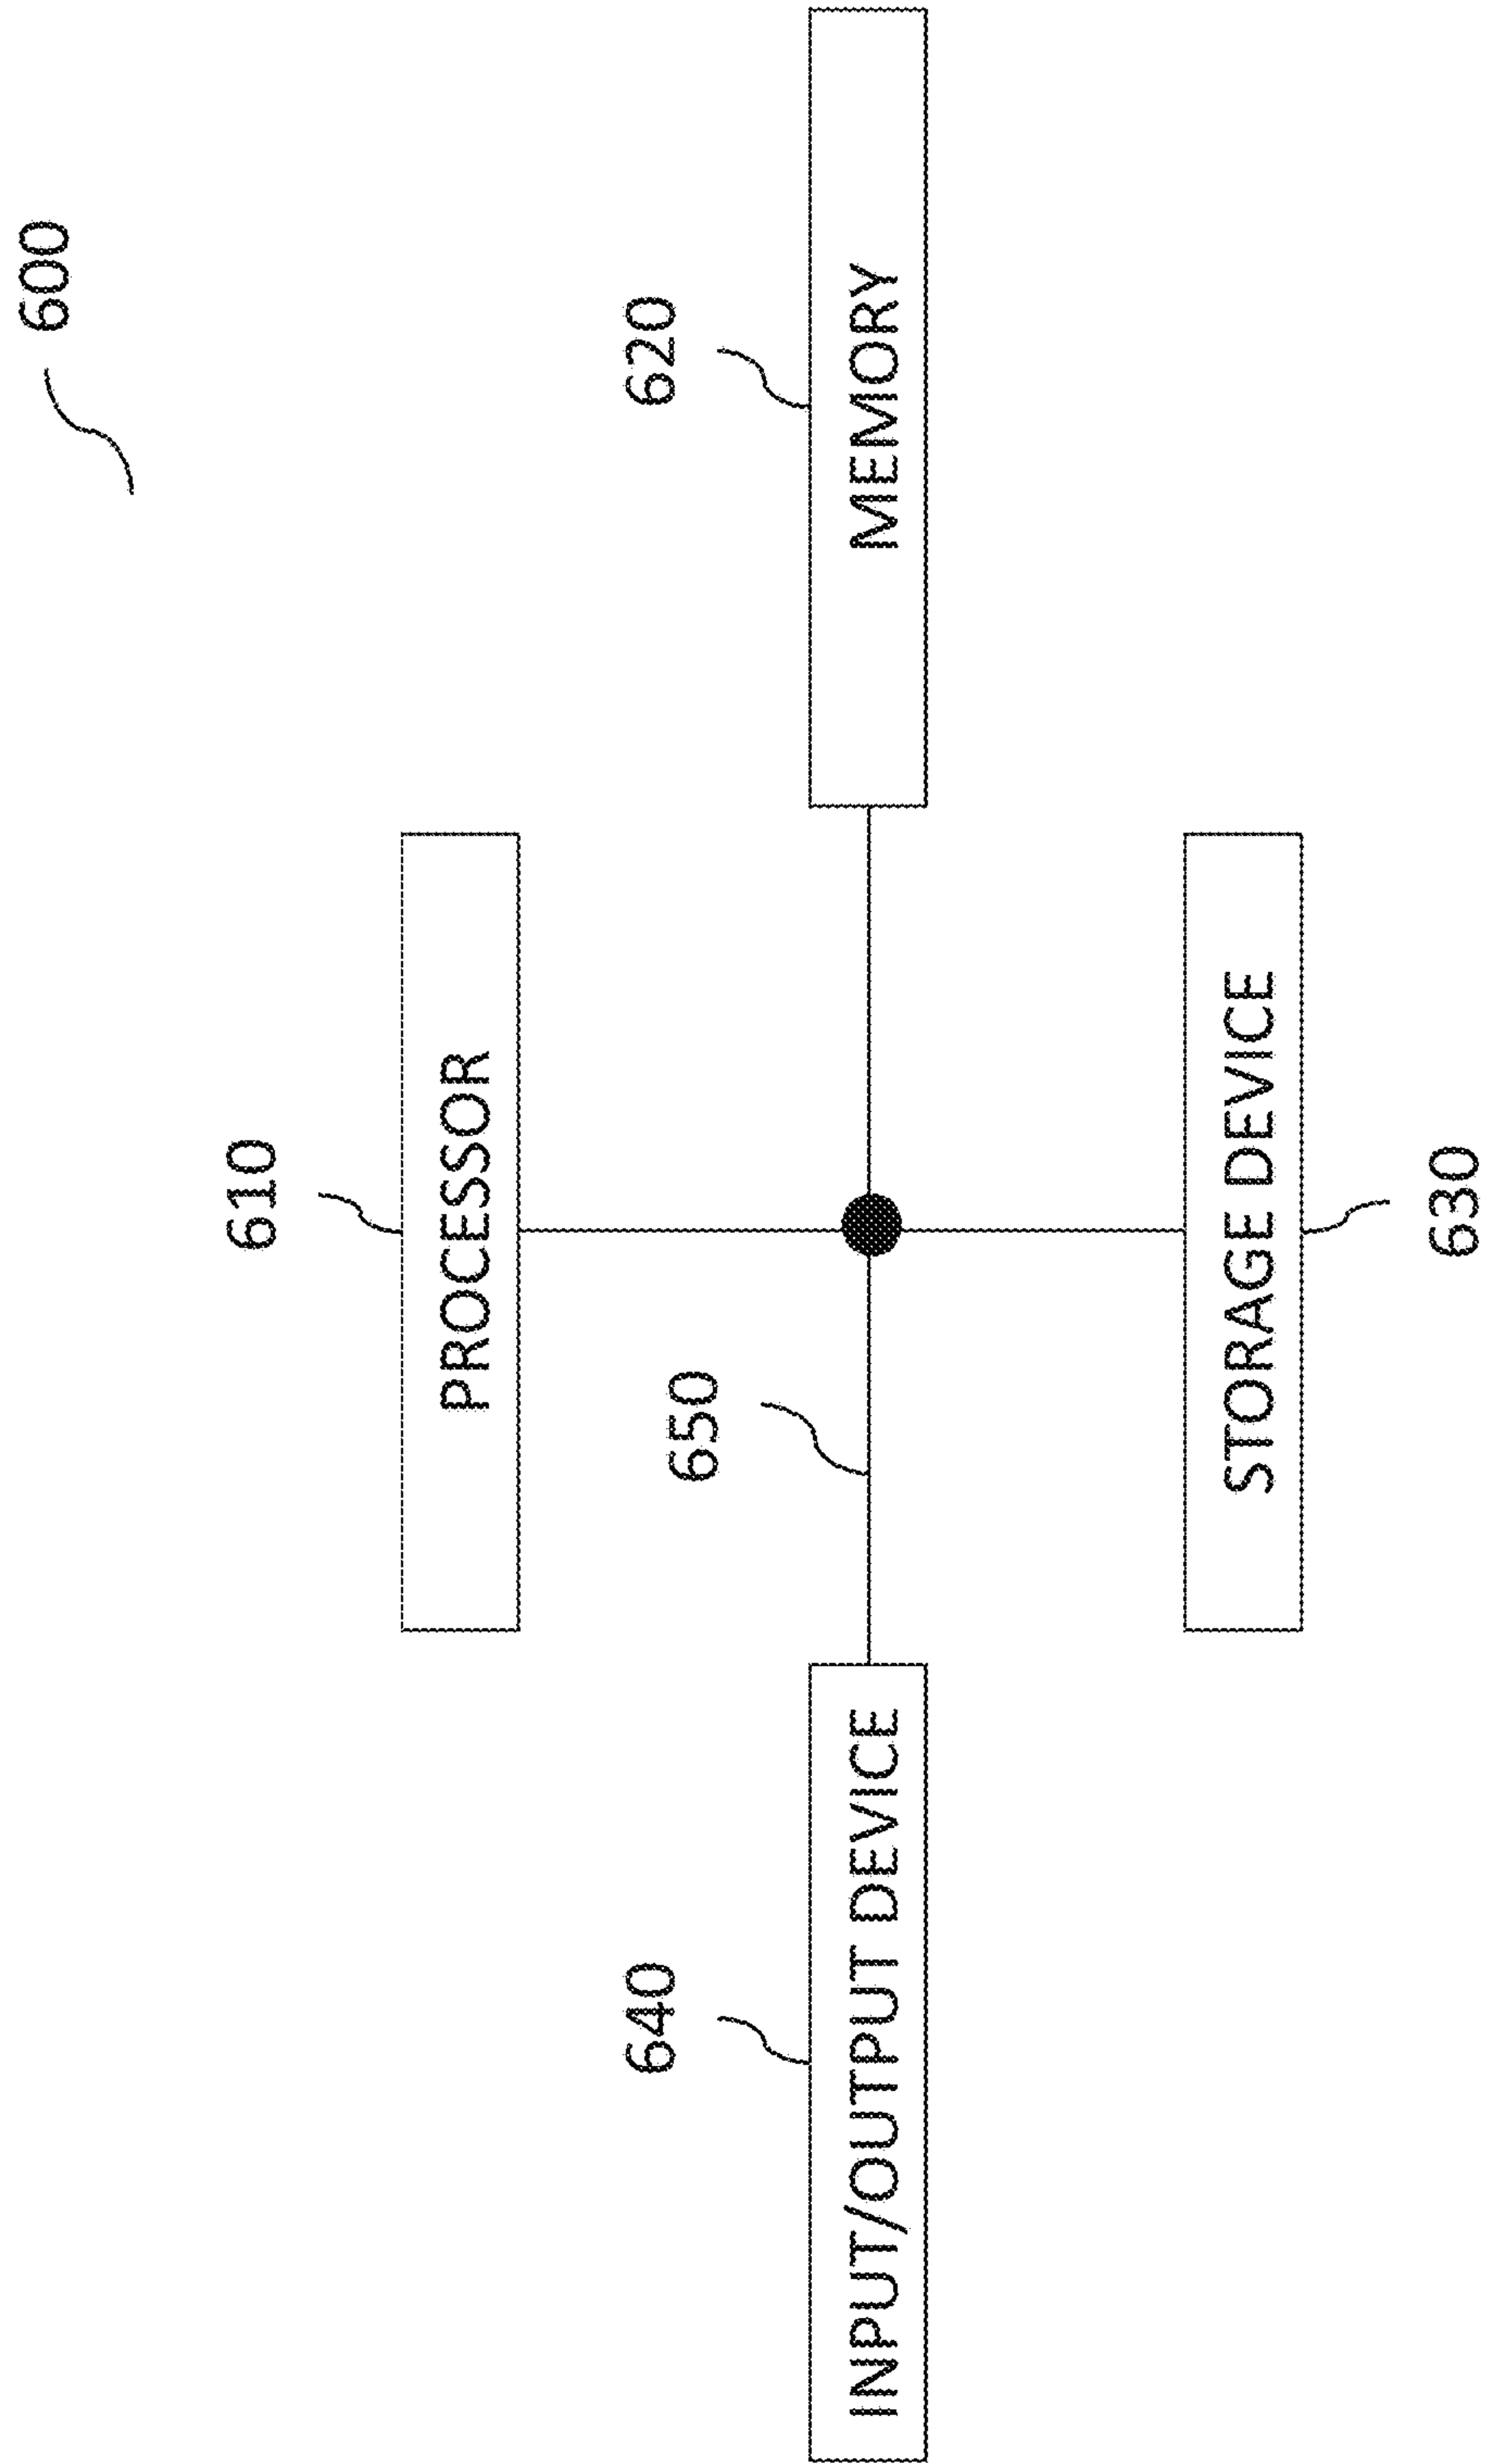 600
610
PROCESSOR
640
INPUT/OUTPUT DEVICE
650
620
MEMORY
STORAGE DEVICE
630